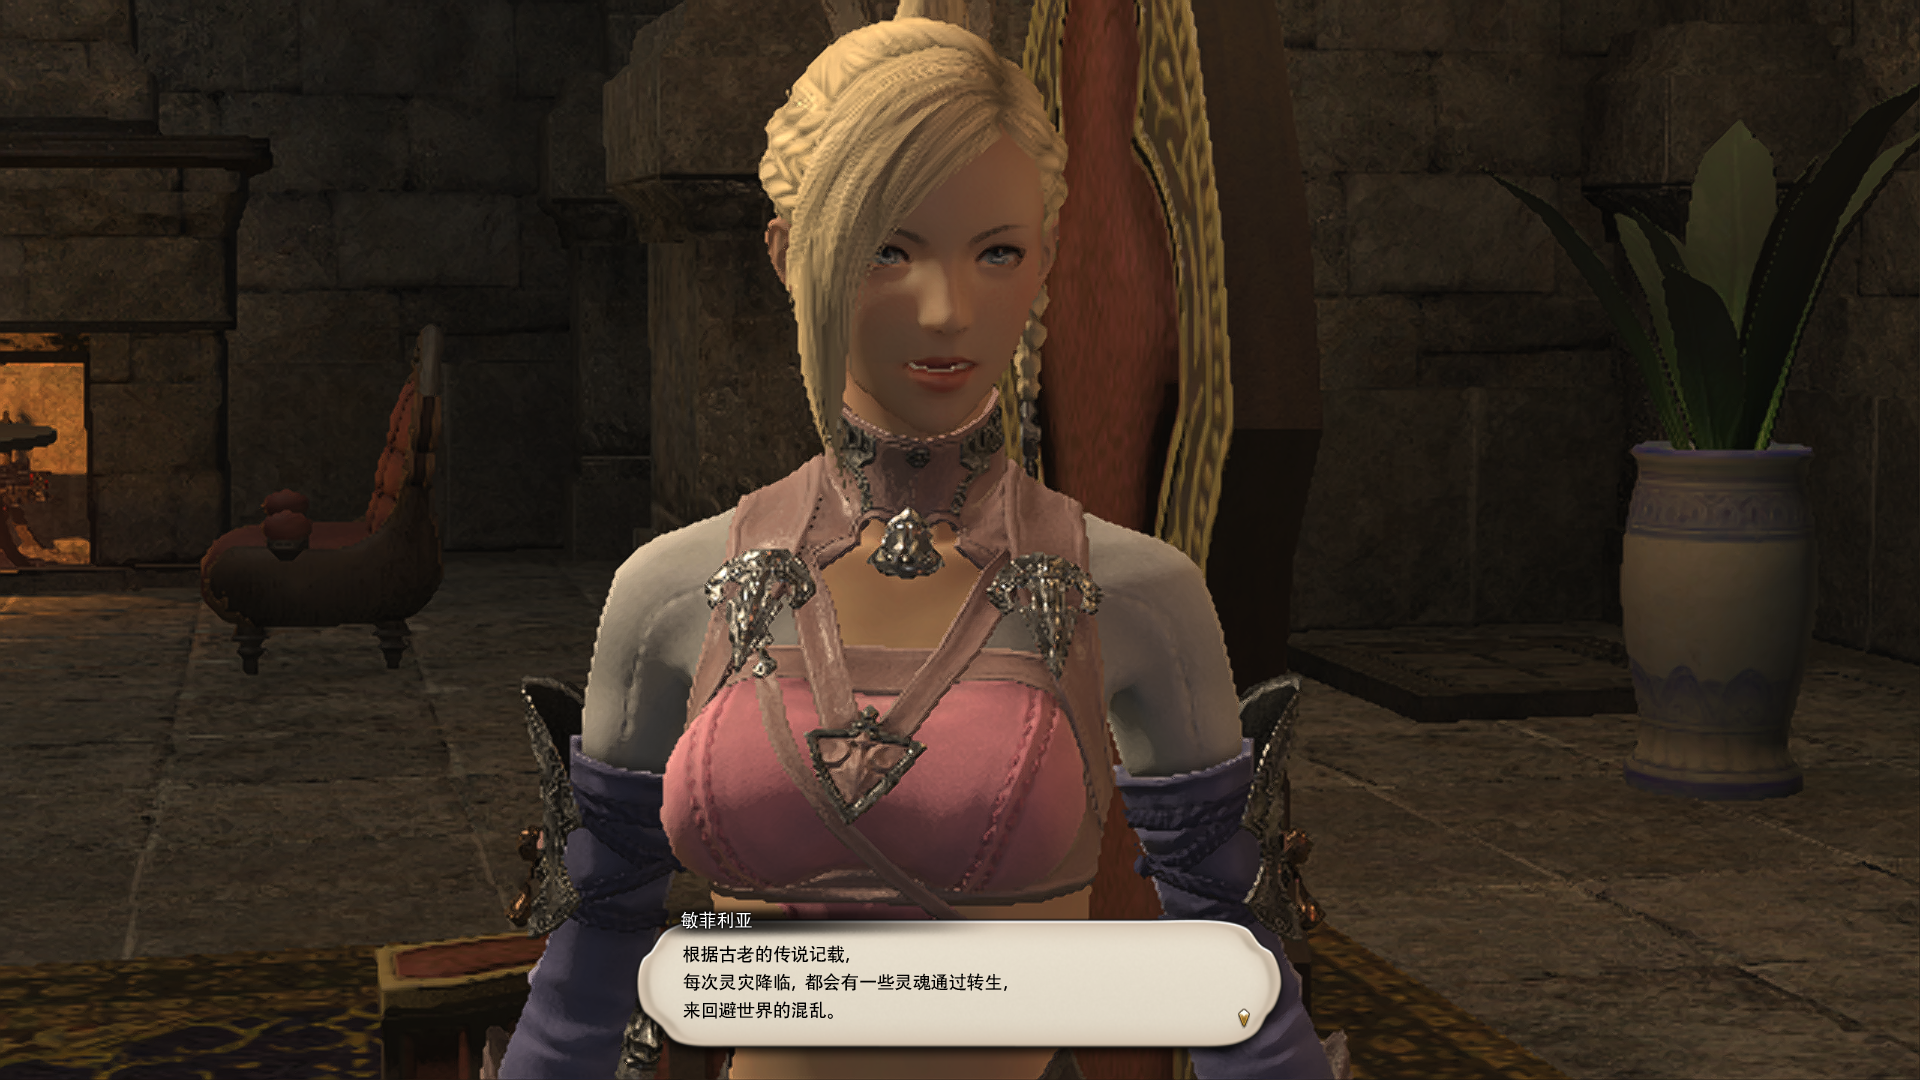 敏菲利亚
根据古老的传说记载,
每次灵灾降临, 都会有一些灵魂通过转生,
来回避世界的混乱。